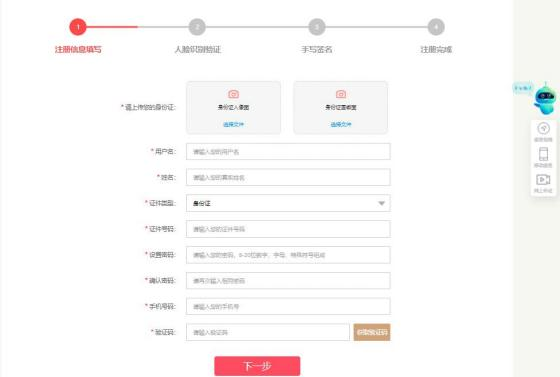 1 2 3 4
注册信息填写 人脸识别验证 手写签名 注册完成
*请上传您的身份证:
身份证人像面 身份证国徽面
选择文件 选择文件
*用户名: 请输入您的用户名
*姓名: 请输入您的真实姓名
*证件类型: 身份证
*证件号码: 请输入您的证件号码
*设置密码: 请输入您的密码，8-20位数字、字母、特殊符号组成
*确认密码: 请再次输入相同密码
*手机号码: 请输入您的手机号
*验证码: 请输入验证码 获取验证码
下一步